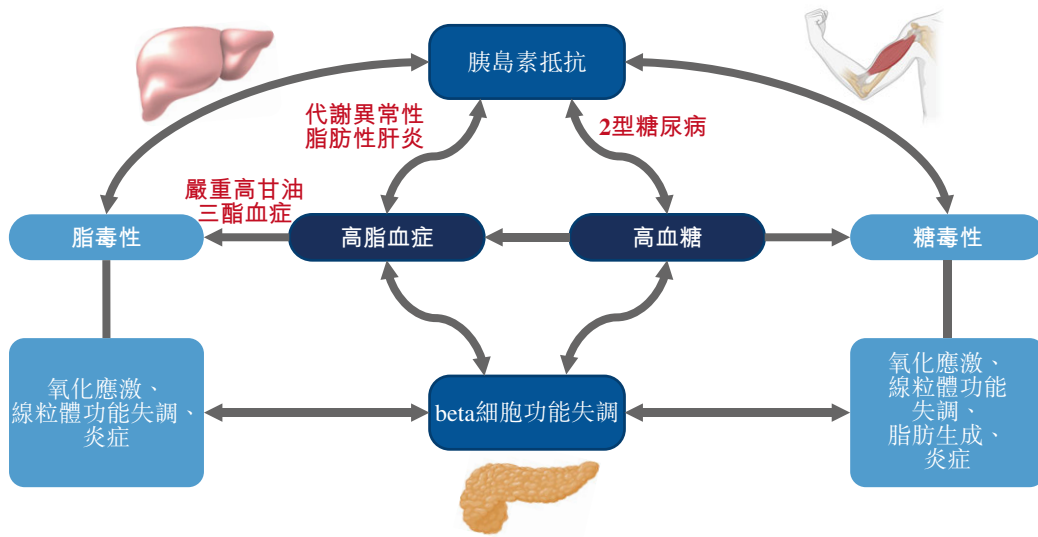 胰島素抵抗
代謝異常性
脂肪性肝炎
2型糖尿病
嚴重高甘油
三酯血症
脂毒性
高脂血症
高血糖
糖毒性
氧化應激、
線粒體功能失調、
炎症
beta細胞功能失調
氧化應激、
線粒體功能
失調、
脂肪生成、
炎症